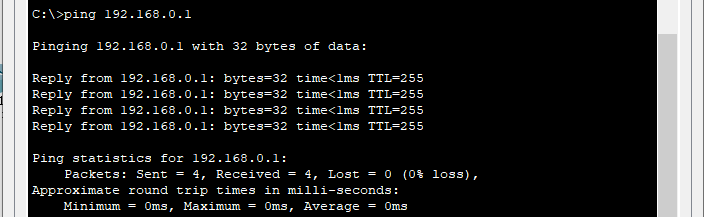 C:\>ping 192.168.0.1
Pinging 192.168.0.1 with 32 bytes of data:
Reply from 192.168.0.1: bytes=32 time<1ms TTL=255
Reply from 192.168.0.1: bytes=32 time<1ms TTL=255
Reply from 192.168.0.1: bytes=32 time<1ms TTL=255
Reply from 192.168.0.1: bytes=32 time<1ms TTL=255
Ping statistics for 192.168.0.1:
Packets: Sent = 4, Received = 4, Lost = 0 (0% loss),
Approximate round trip times in milli-seconds:
Minimum = 0ms, Maximum = 0ms, Average = 0ms